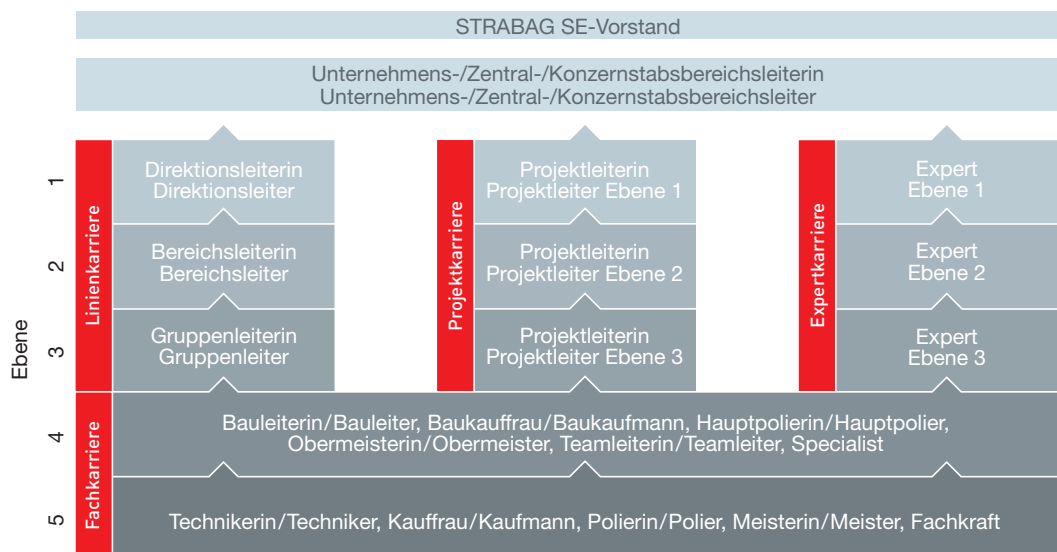 STRABAG SE-Vorstand
Unternehmens-/Zentral-/Konzernstabsbereichsleiterin
Unternehmens-/Zentral-/Konzernstabsbereichsleiter
Ebene
Linienkarriere
1
Direktionsleiterin
Direktionsleiter
2
Bereichsleiterin
Bereichsleiter
3
Gruppenleiterin
Gruppenleiter
Projektkarriere
Projektleiterin
Projektleiter Ebene 1
Projektleiterin
Projektleiter Ebene 2
Projektleiterin
Projektleiter Ebene 3
Expertkarriere
Expert
Ebene 1
Expert
Ebene 2
Expert
Ebene 3
Fachkarriere
4
Bauleiterin/Bauleiter, Baukauffrau/Baukaufmann, Hauptpolierin/Hauptpolier,
Obermeisterin/Obermeister, Teamleiterin/Teamleiter, Specialist
5
Technikerin/Techniker, Kauffrau/Kaufmann, Polierin/Polier, Meisterin/Meister, Fachkraft